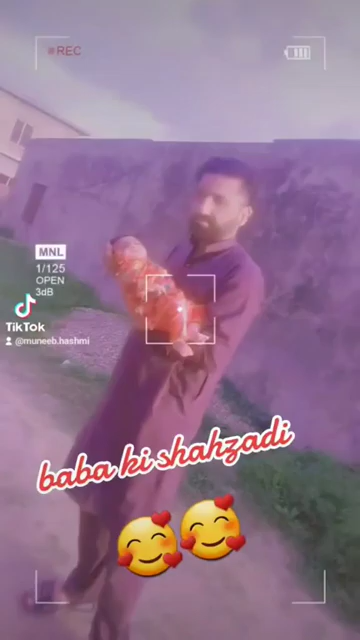 REC
MNL
1/125
OPEN
3dB
TikTok
@muneeb.hashmi
baba ki shahzadi